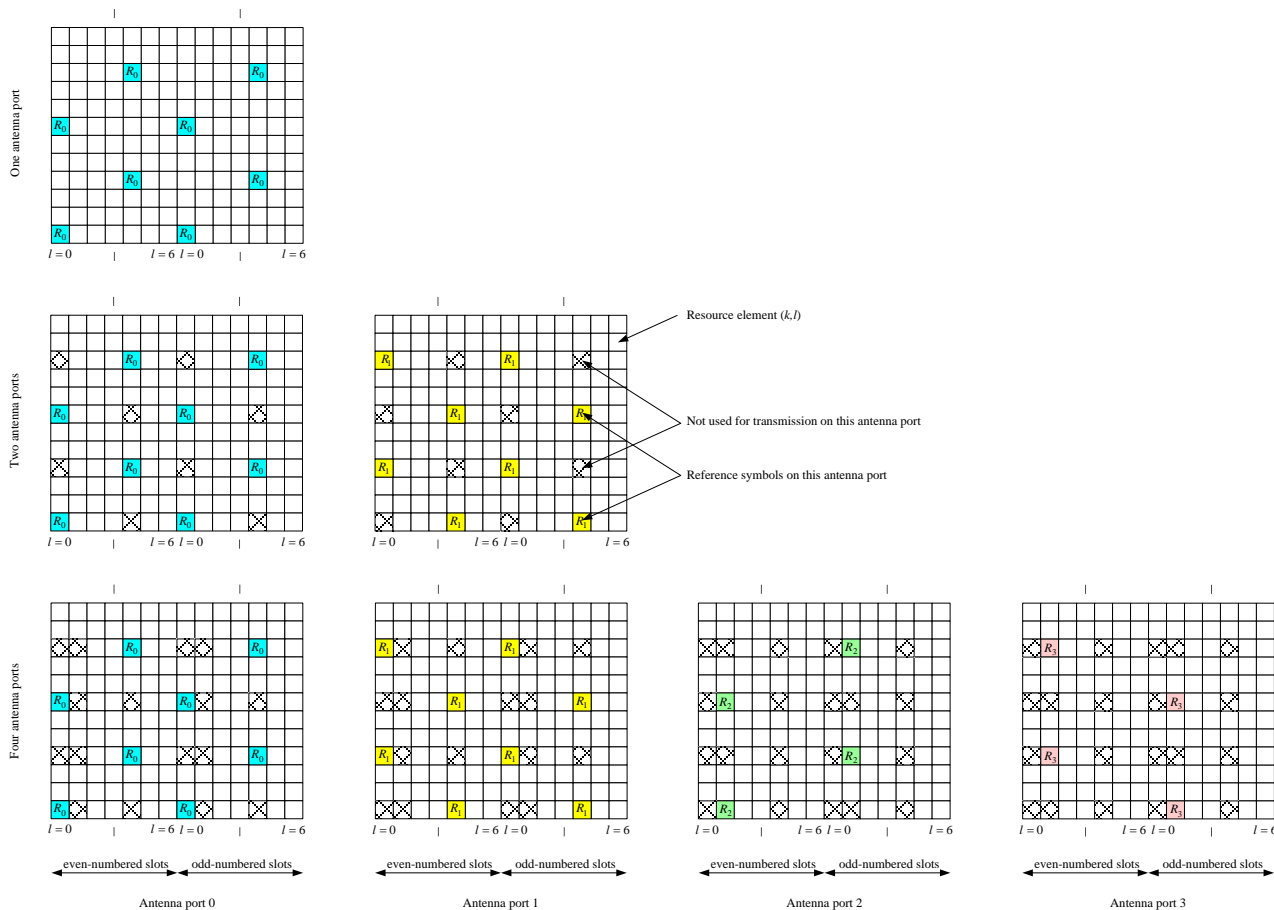 One antenna port
R0 R0
R0 R0
R0 R0
R0 R0
l = 0 l = 6 l = 0 l = 6
Two antenna ports
Resource element (k,l)
R0 R0 R1 R1
R0 R0 R1 R1
Not used for transmission on this antenna port
R0 R0 R1 R1
Reference symbols on this antenna port
R0 R0 R1 R1
l = 0 l = 6 l = 0 l = 6 l = 0 l = 6 l = 0 l = 6
Four antenna ports
R0 R0 R1 R1 R2 R3
R0 R0 R1 R1 R2 R3
R0 R0 R1 R1 R2 R3
R0 R0 R1 R1 R2 R3
l = 0 l = 6 l = 0 l = 6 l = 0 l = 6 l = 0 l = 6 l = 0 l = 6 l = 0 l = 6 l = 0 l = 6 l = 0 l = 6
even-numbered slots odd-numbered slots even-numbered slots odd-numbered slots even-numbered slots odd-numbered slots even-numbered slots odd-numbered slots
Antenna port 0 Antenna port 1 Antenna port 2 Antenna port 3